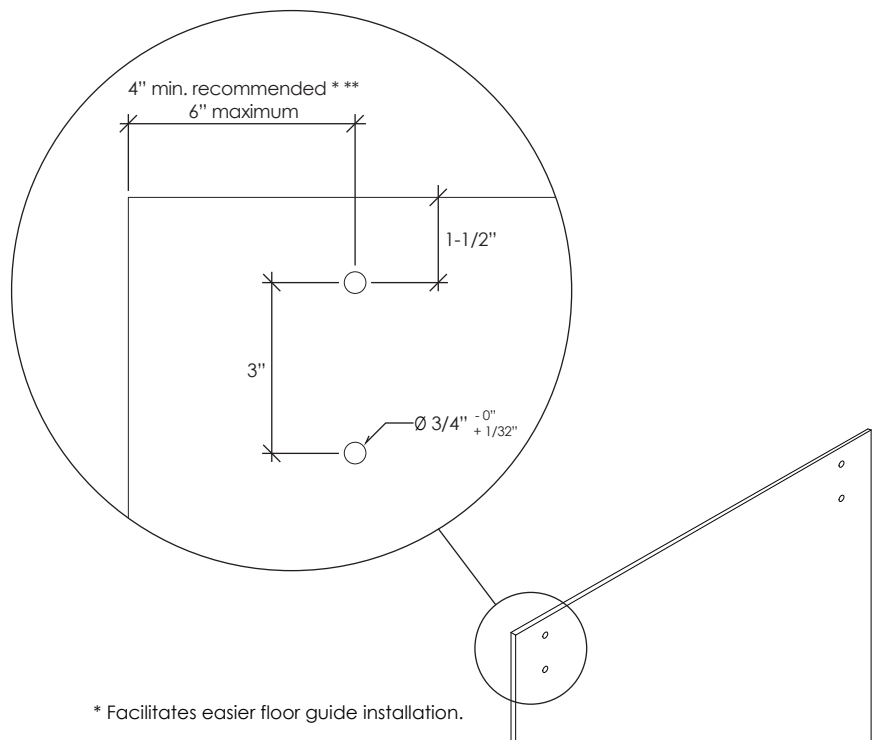 4” min. recommended * **
6” maximum
1-1/2”
3”
Ø 3/4” - 0”
+ 1/32”
* Facilitates easier floor guide installation.